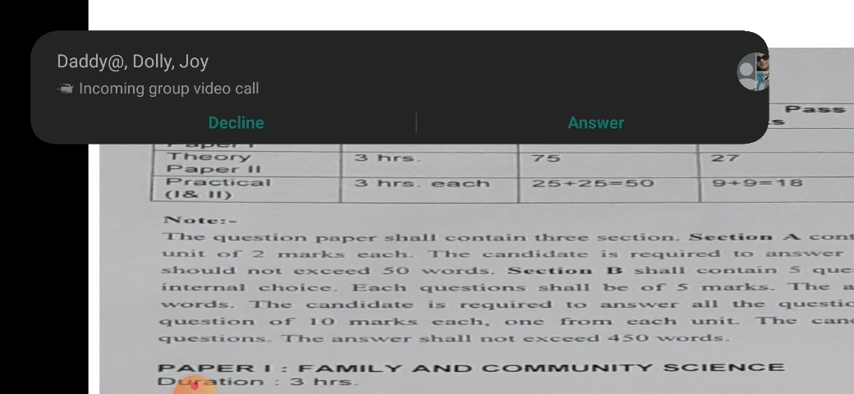 Daddy@, Dolly, Joy
Incoming group video call
Decline Answer
Pass
Paper I
Theory Paper II 3 hrs. 75 27
Practical (I& II) 3 hrs. each 25+25=50 9+9=18
Note:-
The question paper shall contain three section. Section A cont
unit of 2 marks each. The candidate is required to answer
should not exceed 50 words. Section B shall contain 5 que
internal choice. Each questions shall be of 5 marks. The a
words. The candidate is required to answer all the questio
question of 10 marks each, one from each unit. The cand
questions. The answer shall not exceed 450 words.
PAPER I : FAMILY AND COMMUNITY SCIENCE
Duration : 3 hrs.